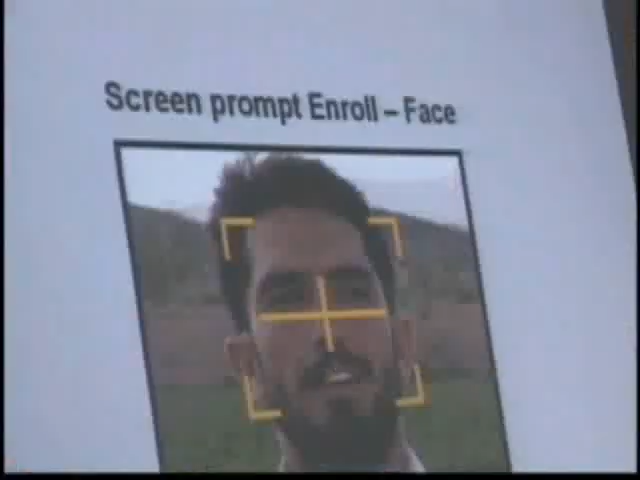 Screen prompt Enroll – Face